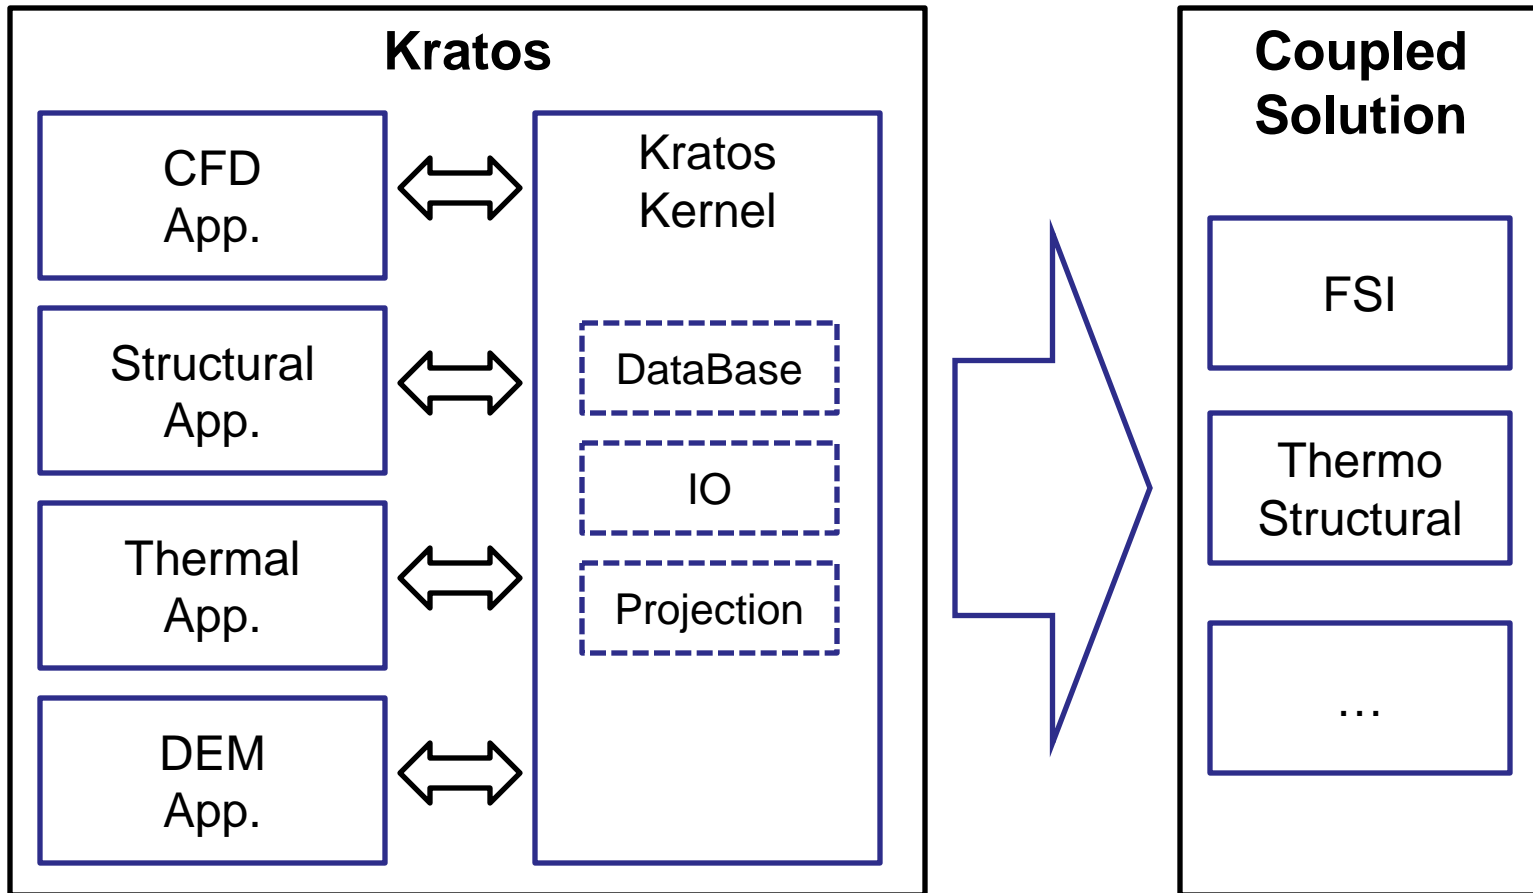 Kratos
CFD
App.
Structural
App.
Thermal
App.
DEM
App.
Kratos
Kernel
DataBase
IO
Projection
Coupled
Solution
FSI
Thermo
Structural
…